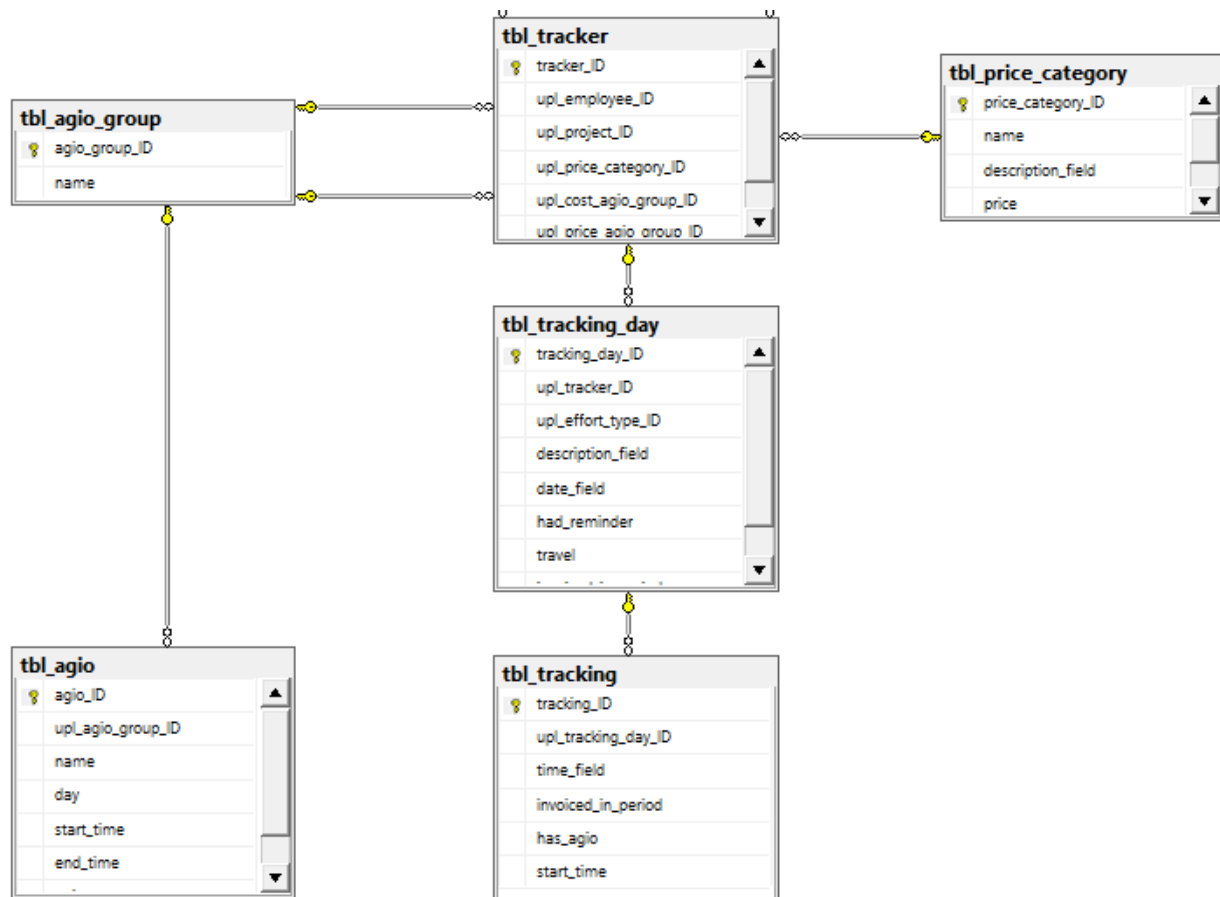 tbl_tracker
tracker_ID
upl_employee_ID
upl_project_ID
upl_price_category_ID
upl_cost_agio_group_ID
upl_price_agio_group_ID
tbl_price_category
price_category_ID
name
description_field
price
tbl_agio_group
agio_group_ID
name
tbl_tracking_day
tracking_day_ID
upl_tracker_ID
upl_effort_type_ID
description_field
date_field
had_reminder
travel
tbl_agio
agio_ID
upl_agio_group_ID
name
day
start_time
end_time
tbl_tracking
tracking_ID
upl_tracking_day_ID
time_field
invoiced_in_period
has_agio
start_time